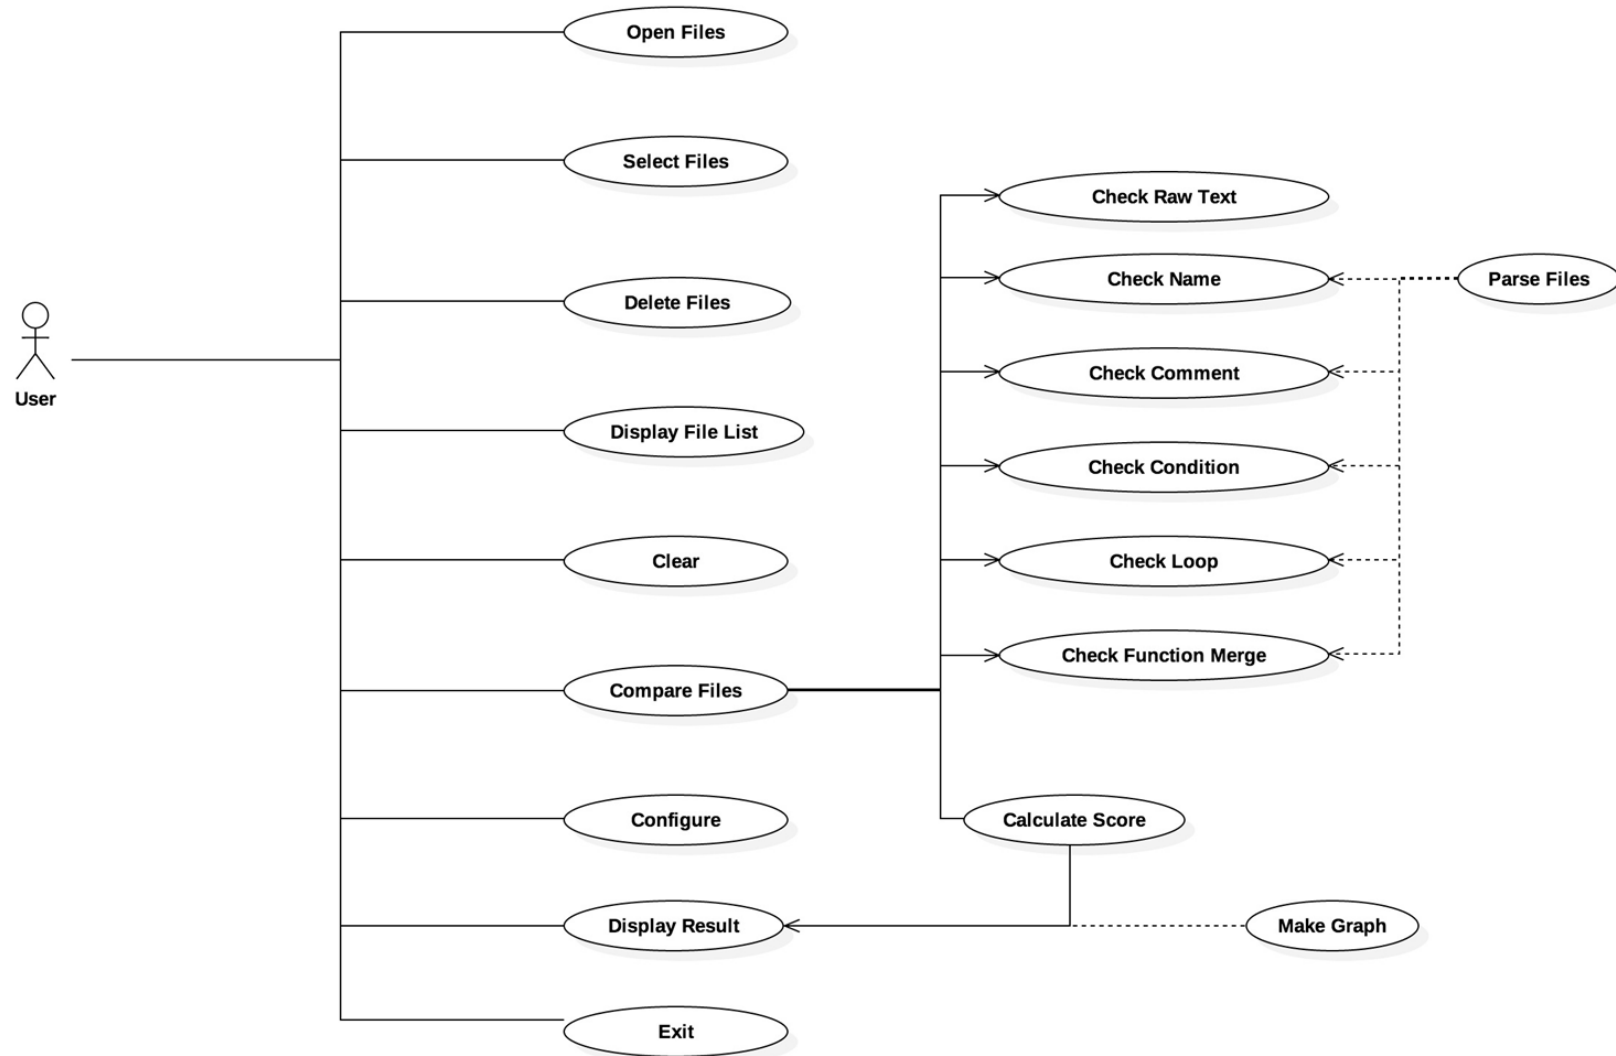 Open Files
Select Files
Check Raw Text
Check Name
Parse Files
Delete Files
Check Comment
User
Display File List
Check Condition
Clear
Check Loop
Check Function Merge
Compare Files
Configure
Calculate Score
Display Result
Make Graph
Exit